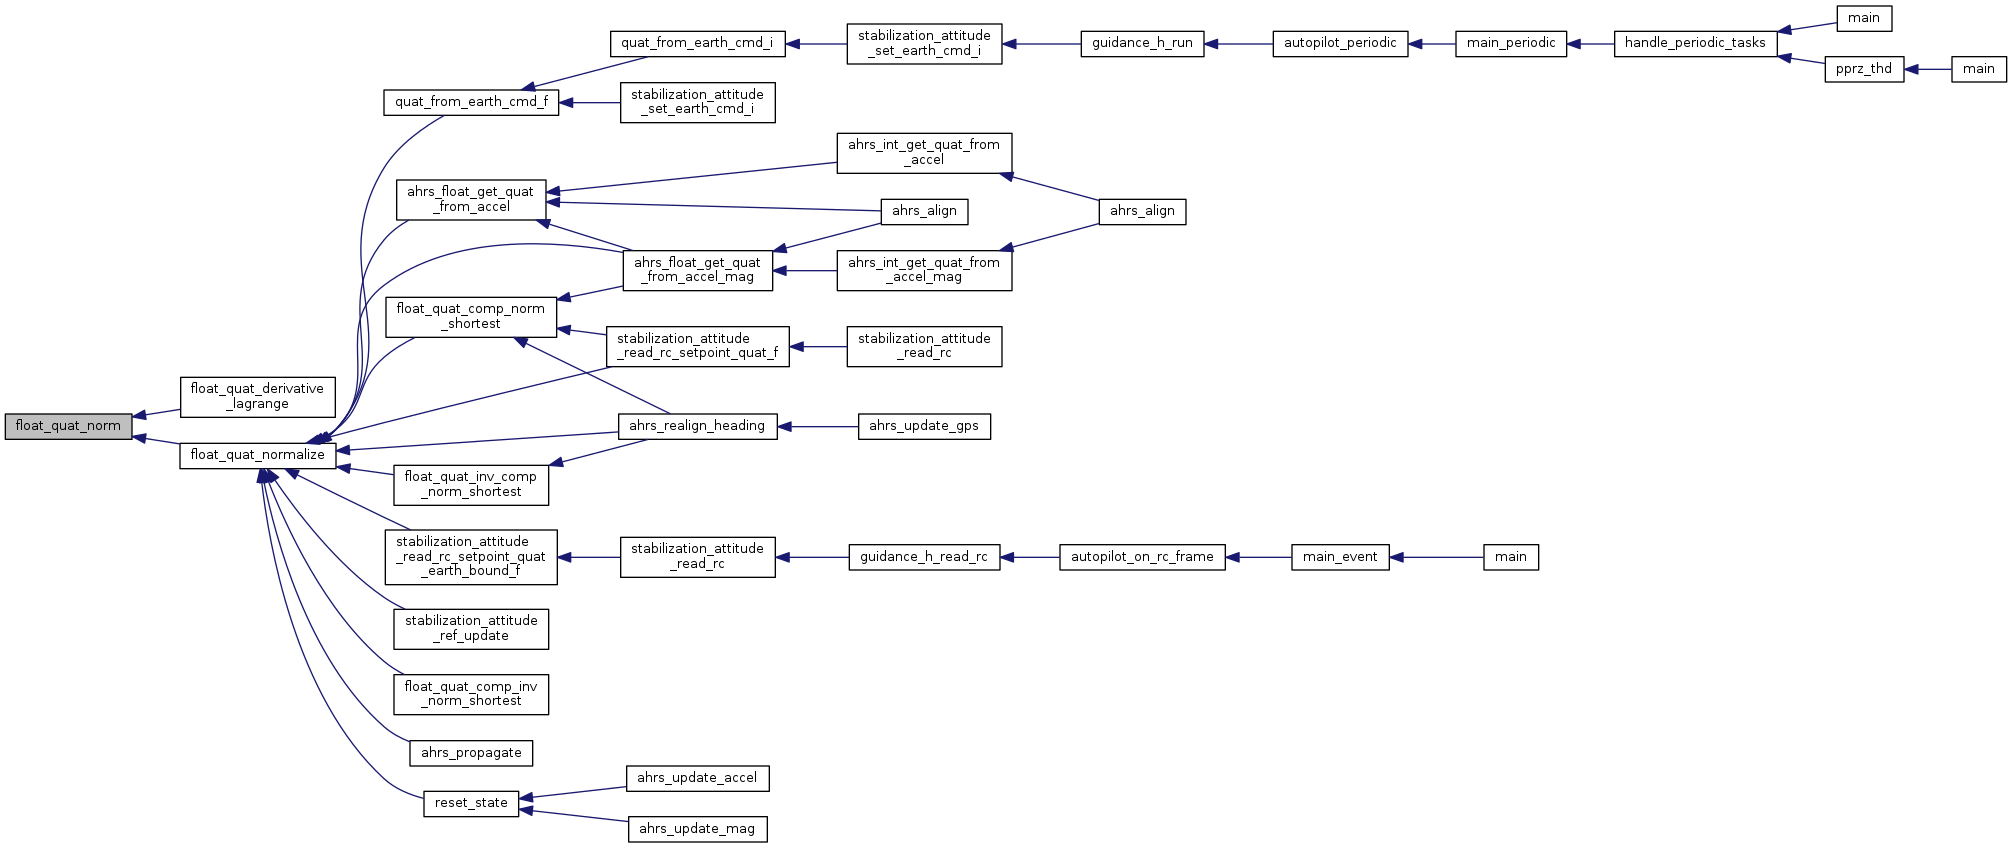 main
quat_from_earth_cmd_i
stabilization_attitude
_set_earth_cmd_i
guidance_h_run
autopilot_periodic
main_periodic
handle_periodic_tasks
pprz_thd
main
quat_from_earth_cmd_f
stabilization_attitude
_set_earth_cmd_i
ahrs_int_get_quat_from
_accel
ahrs_float_get_quat
_from_accel
ahrs_align
ahrs_align
ahrs_float_get_quat
_from_accel_mag
ahrs_int_get_quat_from
_accel_mag
float_quat_comp_norm
_shortest
stabilization_attitude
_read_rc_setpoint_quat_f
stabilization_attitude
_read_rc
float_quat_derivative
_lagrange
float_quat_norm
ahrs_realign_heading
ahrs_update_gps
float_quat_normalize
float_quat_inv_comp
_norm_shortest
stabilization_attitude
_read_rc_setpoint_quat
_earth_bound_f
stabilization_attitude
_read_rc
guidance_h_read_rc
autopilot_on_rc_frame
main_event
main
stabilization_attitude
_ref_update
float_quat_comp_inv
_norm_shortest
ahrs_propagate
ahrs_update_accel
reset_state
ahrs_update_mag